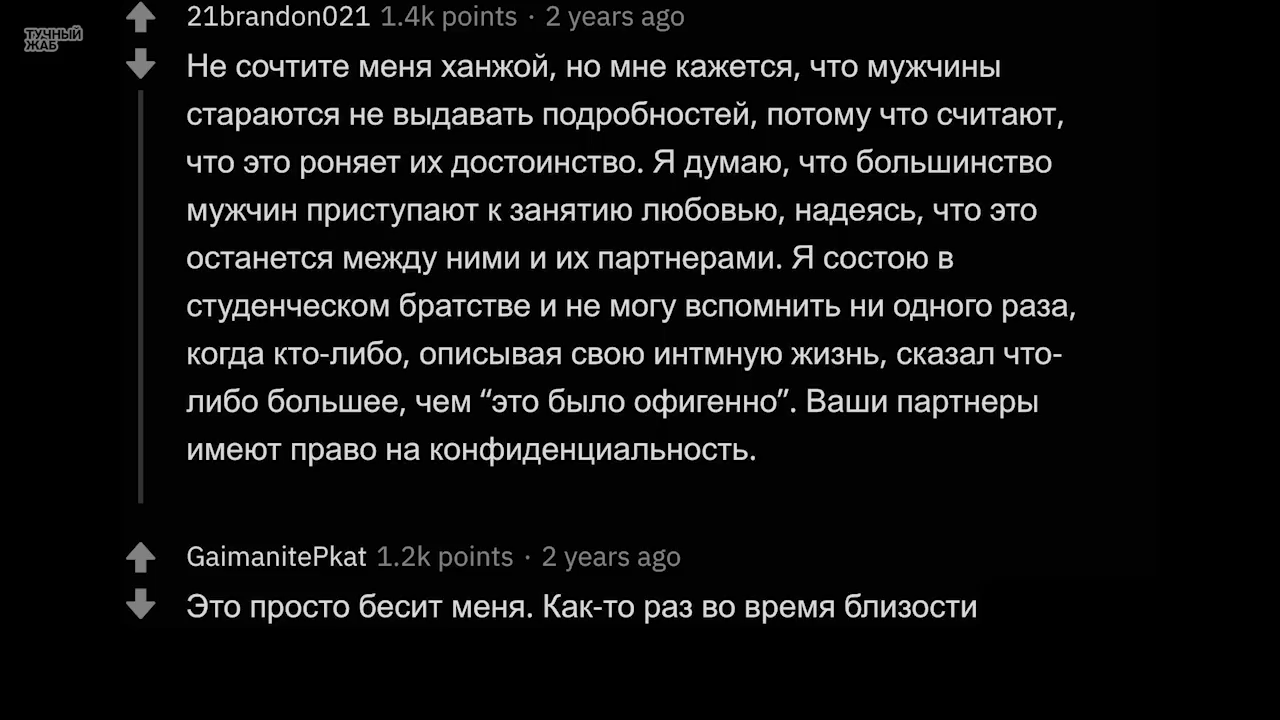 ТУЧНЫЙ
ЖАБ
21brandon021 1.4k points · 2 years ago
Не сочтите меня ханжой, но мне кажется, что мужчины
стараются не выдавать подробностей, потому что считают,
что это роняет их достоинство. Я думаю, что большинство
мужчин приступают к занятию любовью, надеясь, что это
останется между ними и их партнерами. Я состою в
студенческом братстве и не могу вспомнить ни одного раза,
когда кто-либо, описывая свою интмную жизнь, сказал что-
либо большее, чем “это было офигенно”. Ваши партнеры
имеют право на конфиденциальность.
GaimanitePkat 1.2k points · 2 years ago
Это просто бесит меня. Как-то раз во время близости